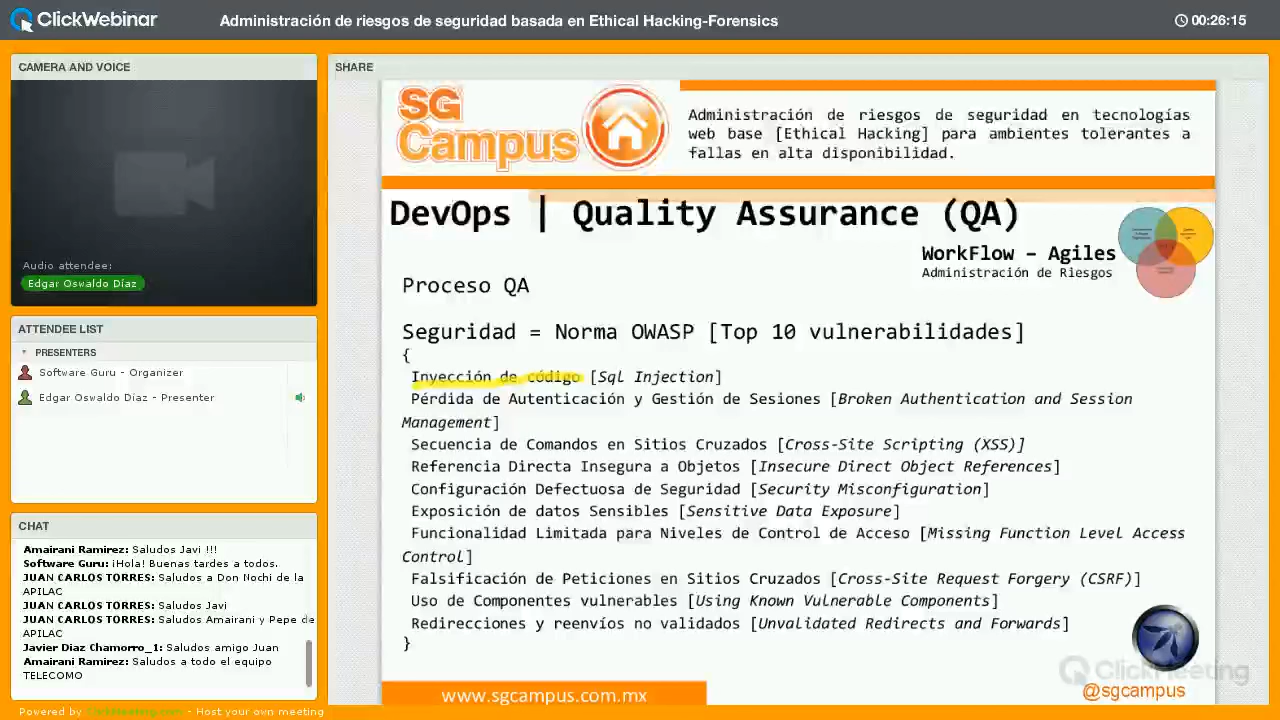 ClickWebinar
Administración de riesgos de seguridad basada en Ethical Hacking-Forensics
00:26:15
CAMERA AND VOICE
Audio attendee:
Edgar Oswaldo Díaz
ATTENDEE LIST
PRESENTERS
Software Guru - Organizer
Edgar Oswaldo Díaz - Presenter
CHAT
Amairani Ramirez: Saludos Javi !!!
Software Guru: ¡Hola! Buenas tardes a todos.
JUAN CARLOS TORRES: Saludos a Don Nochi de la
APILAC
JUAN CARLOS TORRES: Saludos Javi
JUAN CARLOS TORRES: Saludos Amairani y Pepe de
APILAC
Javier Diaz Chamorro_1: Saludos amigo Juan
Amairani Ramirez: Saludos a todo el equipo
TELECOMO
Powered by ClickMeeting.com - Host your own meeting
SHARE
SG
Campus
Administración de riesgos de seguridad en tecnologías
web base [Ethical Hacking] para ambientes tolerantes a
fallas en alta disponibilidad.
DevOps | Quality Assurance (QA)
WorkFlow – Agiles
Administración de Riesgos
Proceso QA
Seguridad = Norma OWASP [Top 10 vulnerabilidades]
{
Inyección de código [Sql Injection]
Pérdida de Autenticación y Gestión de Sesiones [Broken Authentication and Session
Management]
Secuencia de Comandos en Sitios Cruzados [Cross-Site Scripting (XSS)]
Referencia Directa Insegura a Objetos [Insecure Direct Object References]
Configuración Defectuosa de Seguridad [Security Misconfiguration]
Exposición de datos Sensibles [Sensitive Data Exposure]
Funcionalidad Limitada para Niveles de Control de Acceso [Missing Function Level Access
Control]
Falsificación de Peticiones en Sitios Cruzados [Cross-Site Request Forgery (CSRF)]
Uso de Componentes vulnerables [Using Known Vulnerable Components]
Redirecciones y reenvíos no validados [Unvalidated Redirects and Forwards]
}
ClickMeeting
www.sgcampus.com.mx
@sgcampus